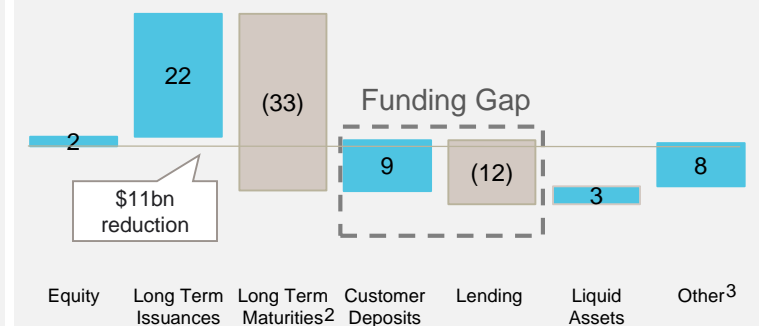 22
(33)
Funding Gap
2
9
(12)
8
3
$11bn
reduction
Equity
Long Term
Issuances
Long Term
Maturities2
Customer
Deposits
Lending
Liquid
Assets
Other3